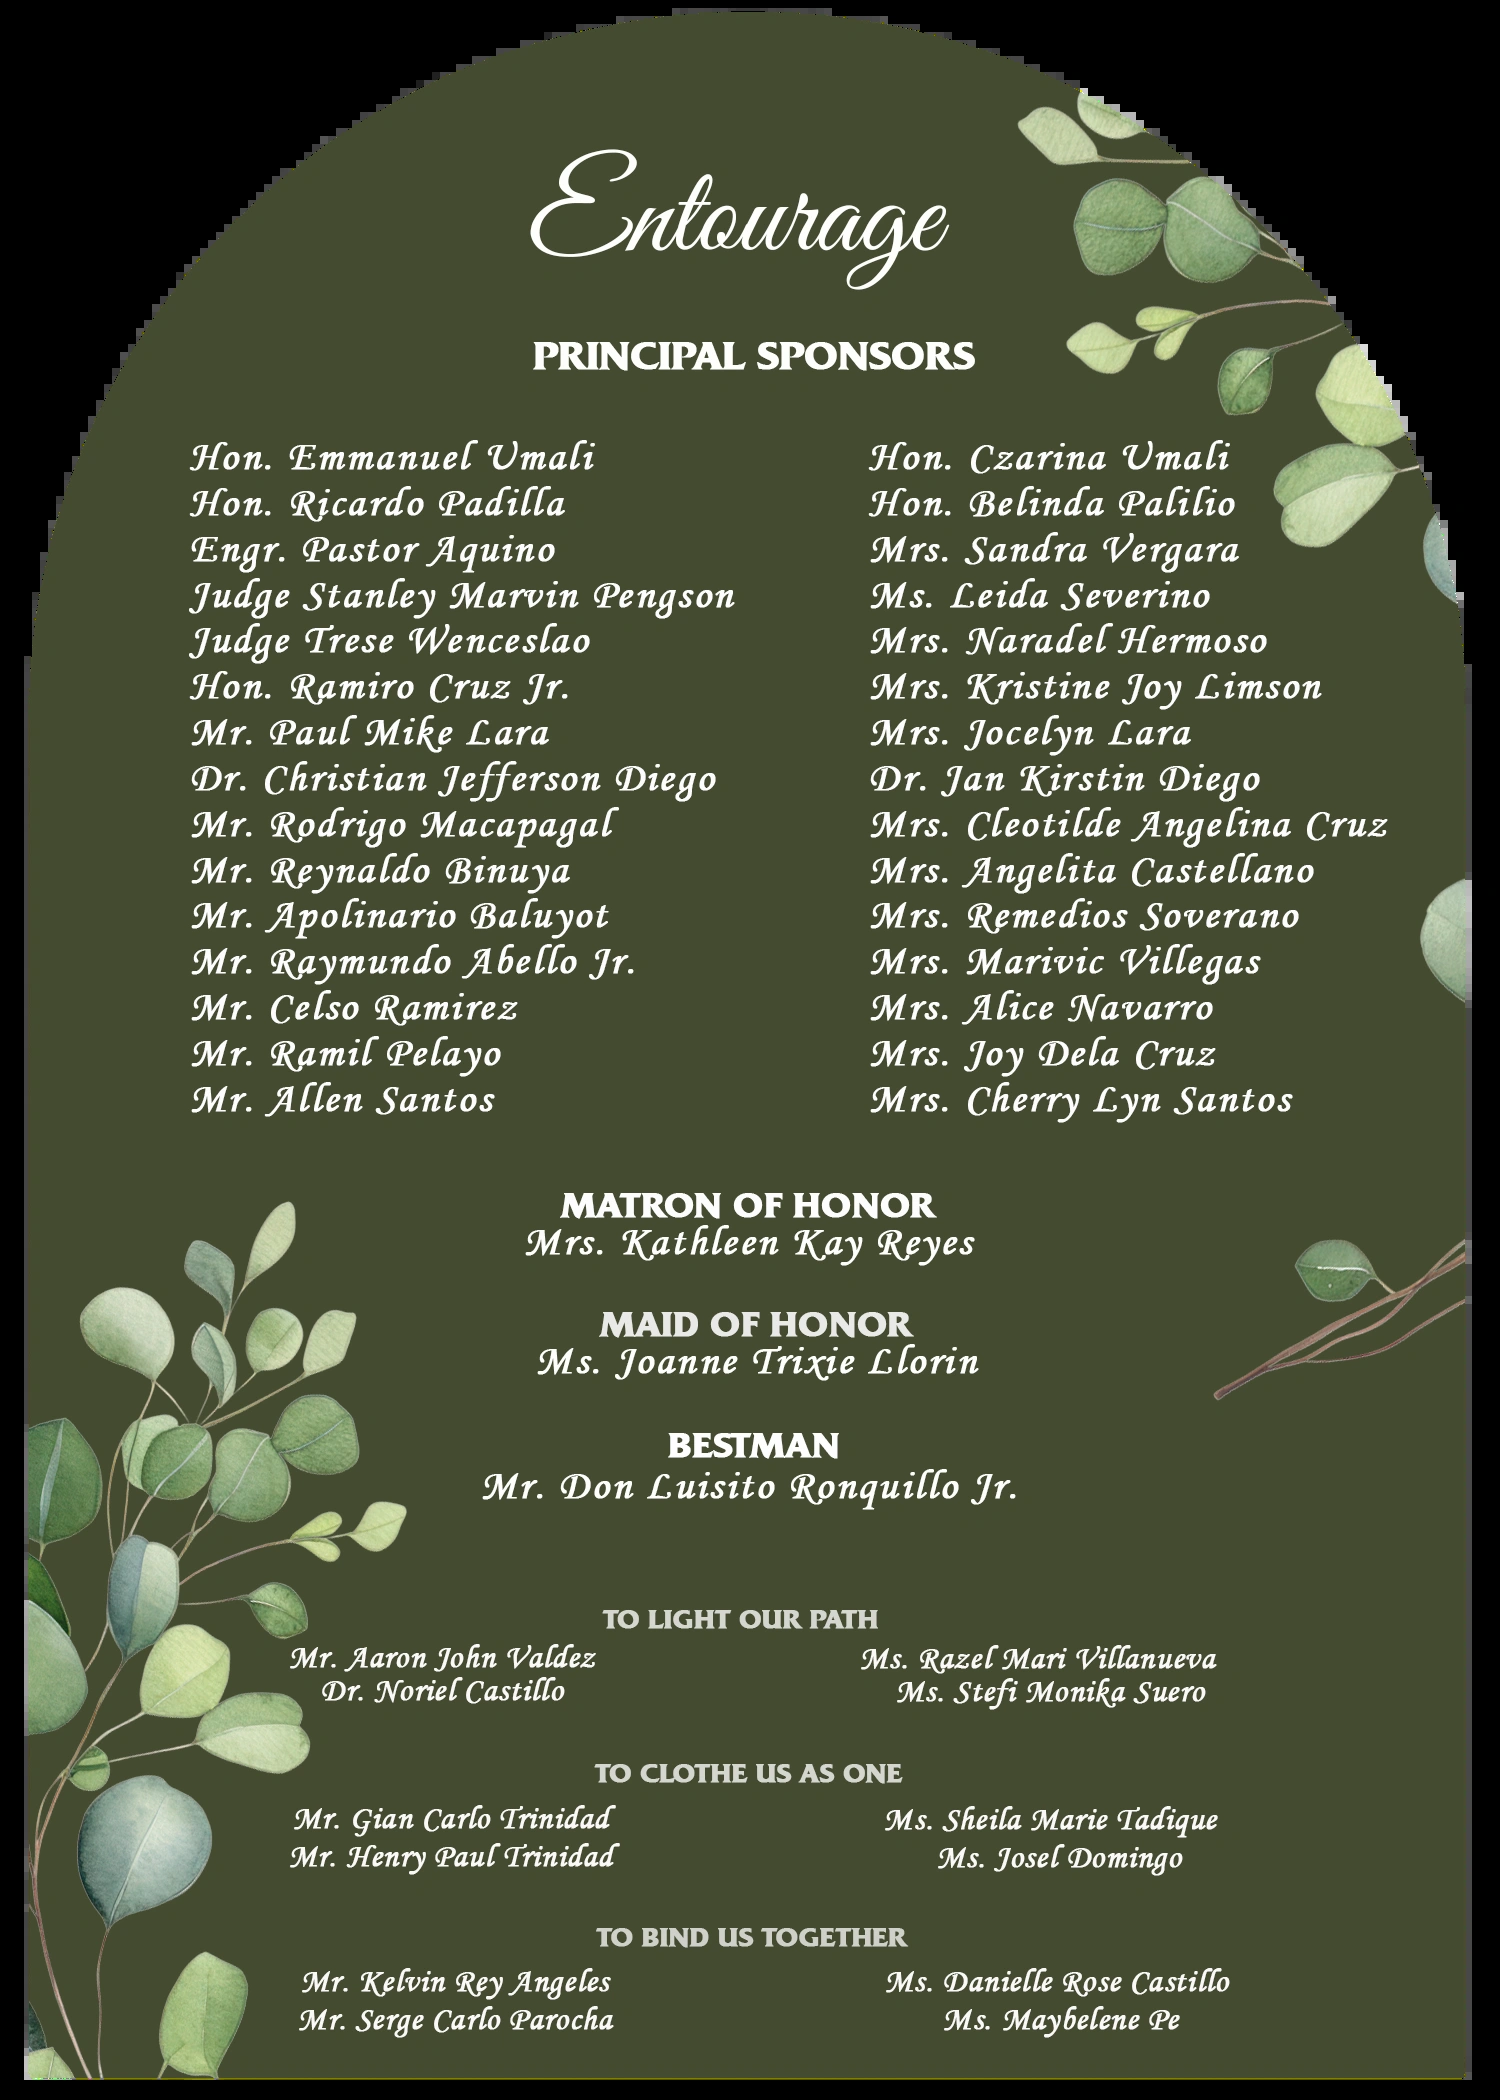 Entourage
PRINCIPAL SPONSORS
Hon. Emmanuel Umali
Hon. Ricardo Padilla
Engr. Pastor Aquino
Judge Stanley Marvin Pengson
Judge Trese Wenceslao
Hon. Ramiro Cruz Jr.
Mr. Paul Mike Lara
Dr. Christian Jefferson Diego
Mr. Rodrigo Macapagal
Mr. Reynaldo Binuya
Mr. Apolinario Baluyot
Mr. Raymundo Abello Jr.
Mr. Celso Ramirez
Mr. Ramil Pelayo
Mr. Allen Santos
Hon. Czarina Umali
Hon. Belinda Palilio
Mrs. Sandra Vergara
Ms. Leida Severino
Mrs. Naradel Hermoso
Mrs. Kristine Joy Limson
Mrs. Jocelyn Lara
Dr. Jan Kirstin Diego
Mrs. Cleotilde Angelina Cruz
Mrs. Angelita Castellano
Mrs. Remedios Soverano
Mrs. Marivic Villegas
Mrs. Alice Navarro
Mrs. Joy Dela Cruz
Mrs. Cherry Lyn Santos
MATRON OF HONOR
Mrs. Kathleen Kay Reyes
MAID OF HONOR
Ms. Joanne Trixie Llorin
BESTMAN
Mr. Don Luisito Ronquillo Jr.
TO LIGHT OUR PATH
Mr. Aaron John Valdez
Dr. Noriel Castillo
Ms. Razel Mari Villanueva
Ms. Stefi Monika Suero
TO CLOTHE US AS ONE
Mr. Gian Carlo Trinidad
Mr. Henry Paul Trinidad
Ms. Sheila Marie Tadique
Ms. Josel Domingo
TO BIND US TOGETHER
Mr. Kelvin Rey Angeles
Mr. Serge Carlo Parocha
Ms. Danielle Rose Castillo
Ms. Maybelene Pe